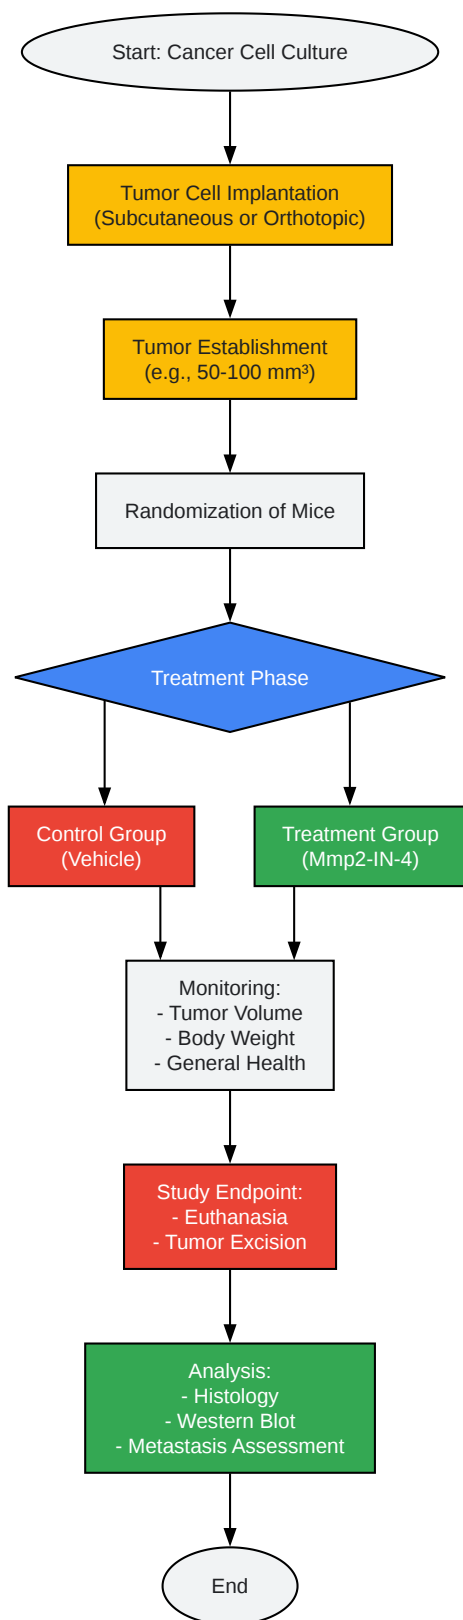 Start: Cancer Cell Culture
Tumor Cell Implantation
(Subcutaneous or Orthotopic)
Tumor Establishment
(e.g., 50-100 mm³)
Randomization of Mice
Treatment Phase
Control Group
(Vehicle)
Treatment Group
(Mmp2-IN-4)
Monitoring:
- Tumor Volume
- Body Weight
- General Health
Study Endpoint:
- Euthanasia
- Tumor Excision
Analysis:
- Histology
- Western Blot
- Metastasis Assessment
End